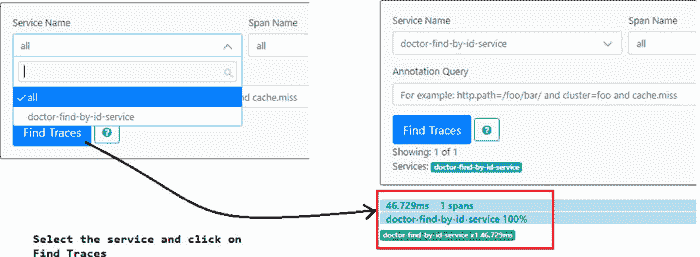 Service Name
Span Name
all
all
all
doctor-find-by-id-service
and cache.miss
Find Traces
?
Select the service and click on
Find Traces
Service Name
Span Name
doctor-find-by-id-service
all
Annotation Query
For example: http.path=/foo/bar/ and cluster=foo and cache.miss
Find Traces
?
Showing: 1 of 1
Services: doctor-find-by-id-service
46.729ms 1 spans
doctor-find-by-id-service 100%
doctor-find-by-id-service x1 46.729ms